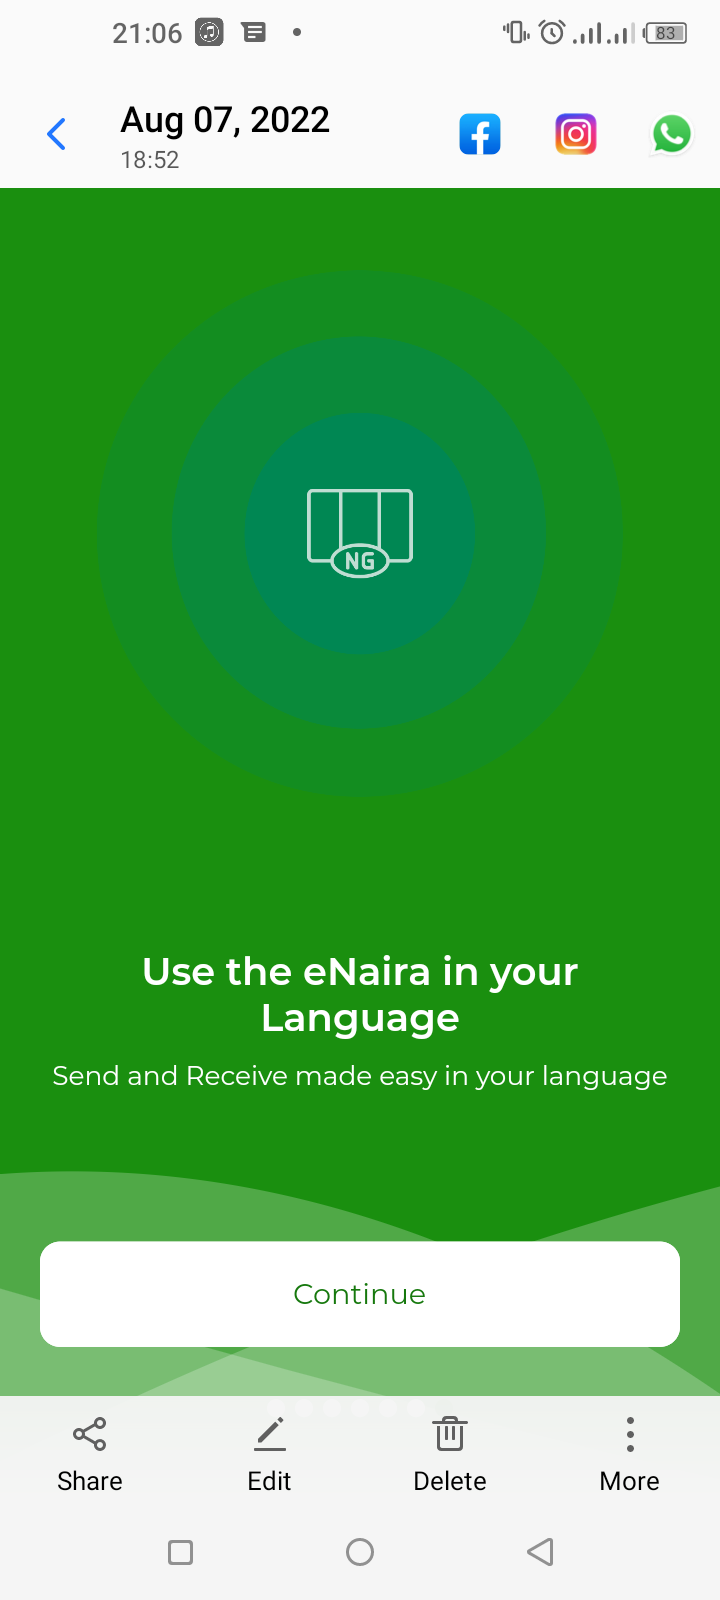 21:06
83
Aug 07, 2022
18:52
NG
Use the eNaira in your
Language
Send and Receive made easy in your language
Continue
Share
Edit
Delete
More